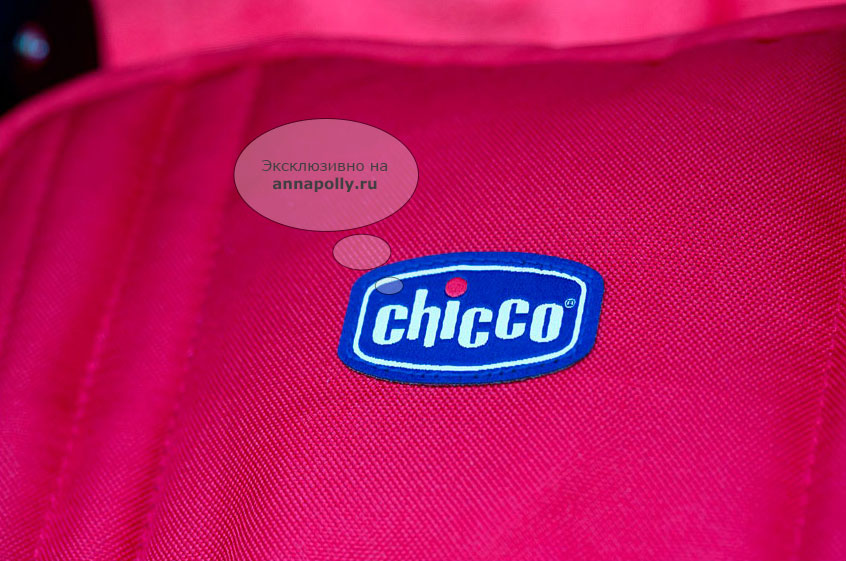 Эксклюзивно на
annapolly.ru
chicco®